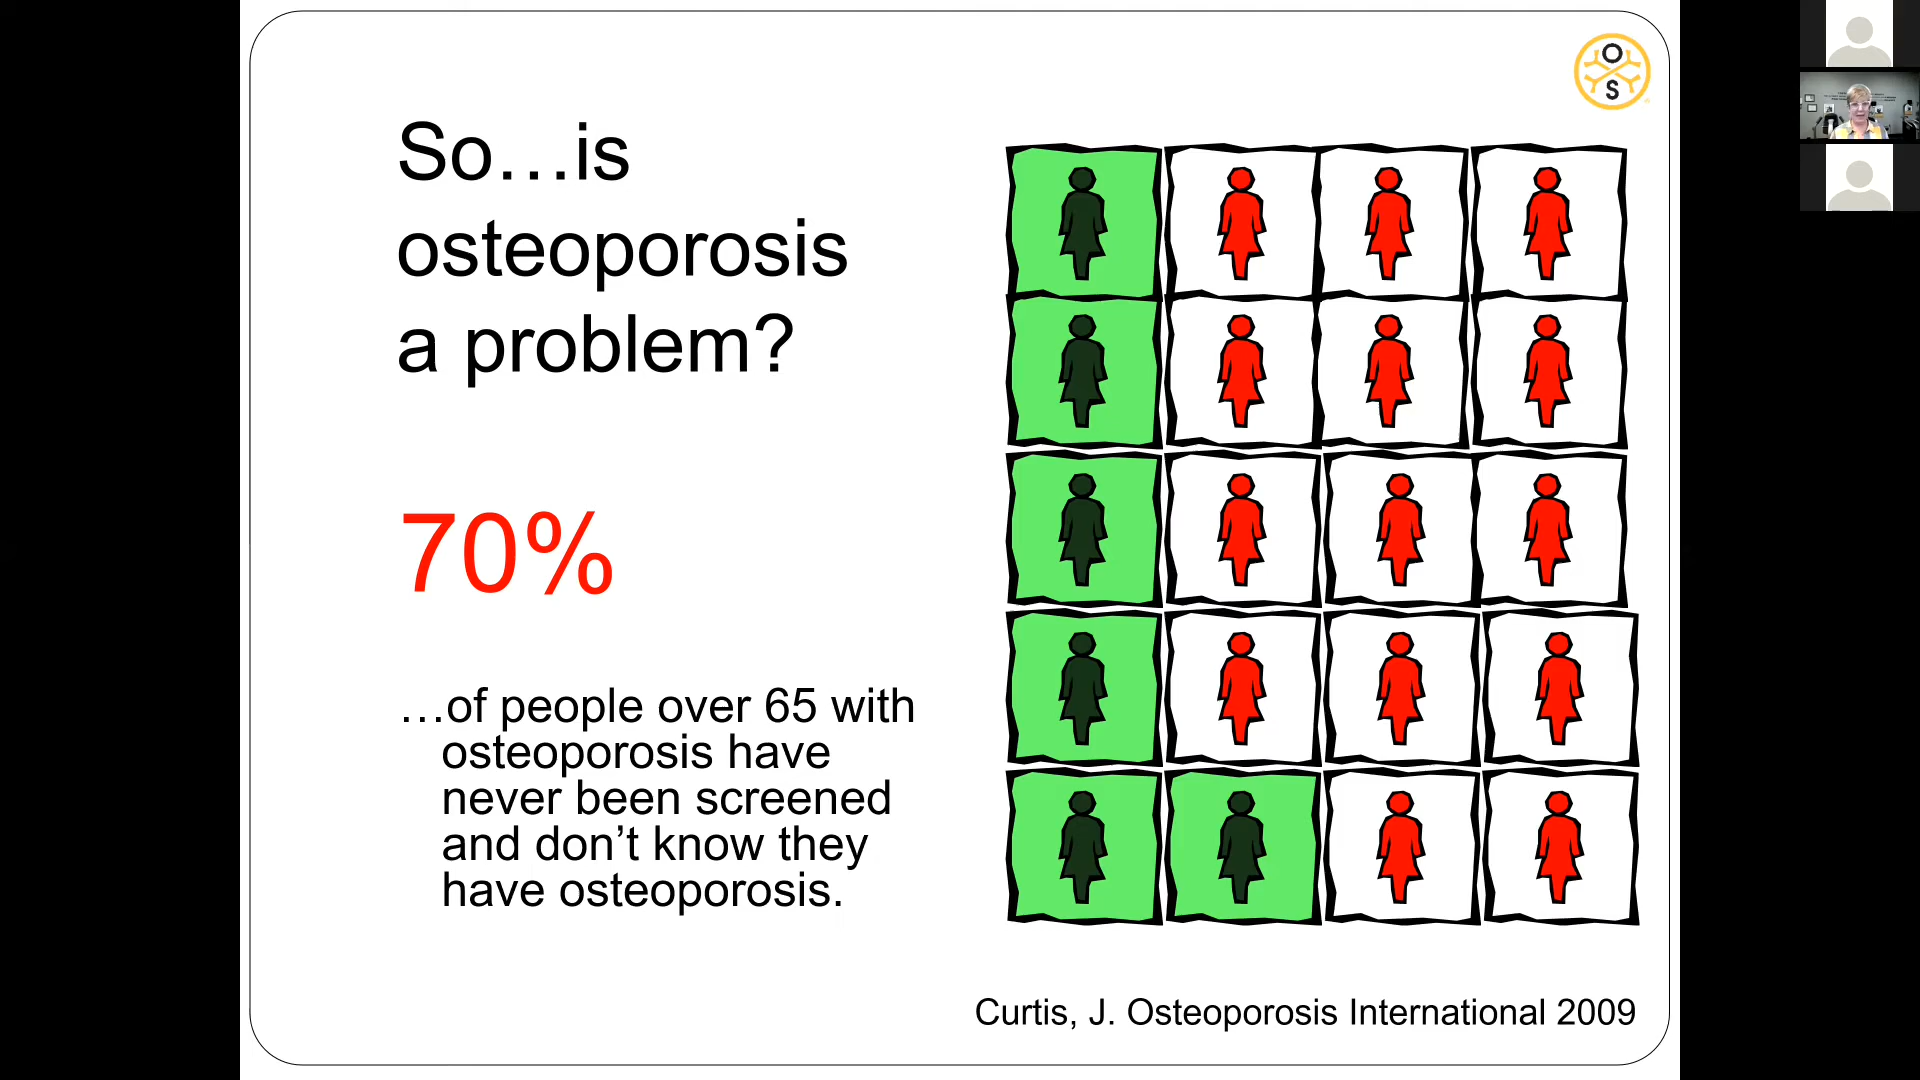 O
S
So…is
osteoporosis
a problem?
70%
…of people over 65 with
osteoporosis have
never been screened
and don’t know they
have osteoporosis.
Curtis, J. Osteoporosis International 2009